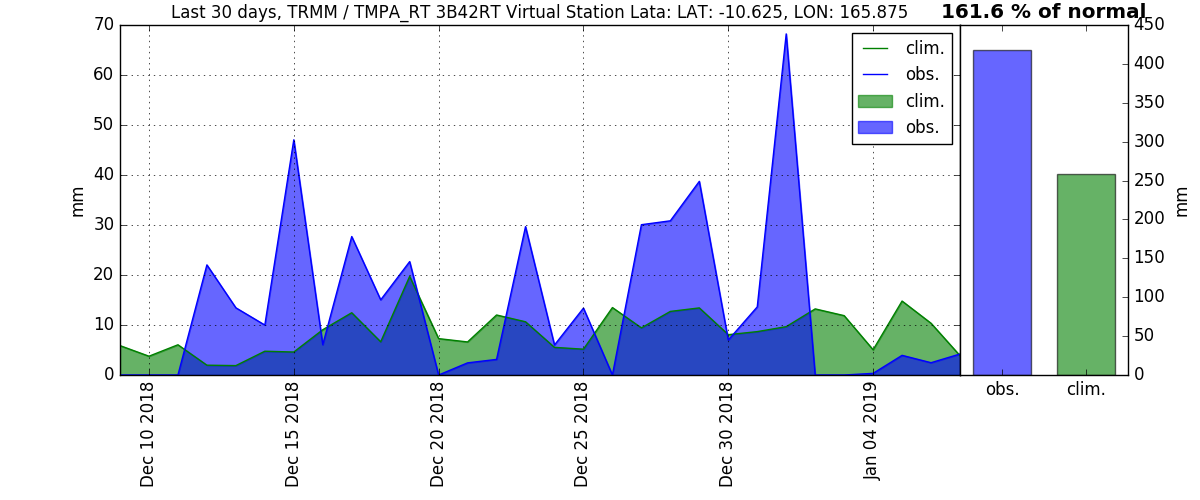 Last 30 days, TRMM / TMPA_RT 3B42RT Virtual Station Lata: LAT: -10.625, LON: 165.875
161.6 % of normal
70
60
50
40
30
20
10
0
mm
clim.
obs.
clim.
obs.
Dec 10 2018
Dec 15 2018
Dec 20 2018
Dec 25 2018
Dec 30 2018
Jan 04 2019
450
400
350
300
250
200
150
100
50
0
mm
obs.
clim.